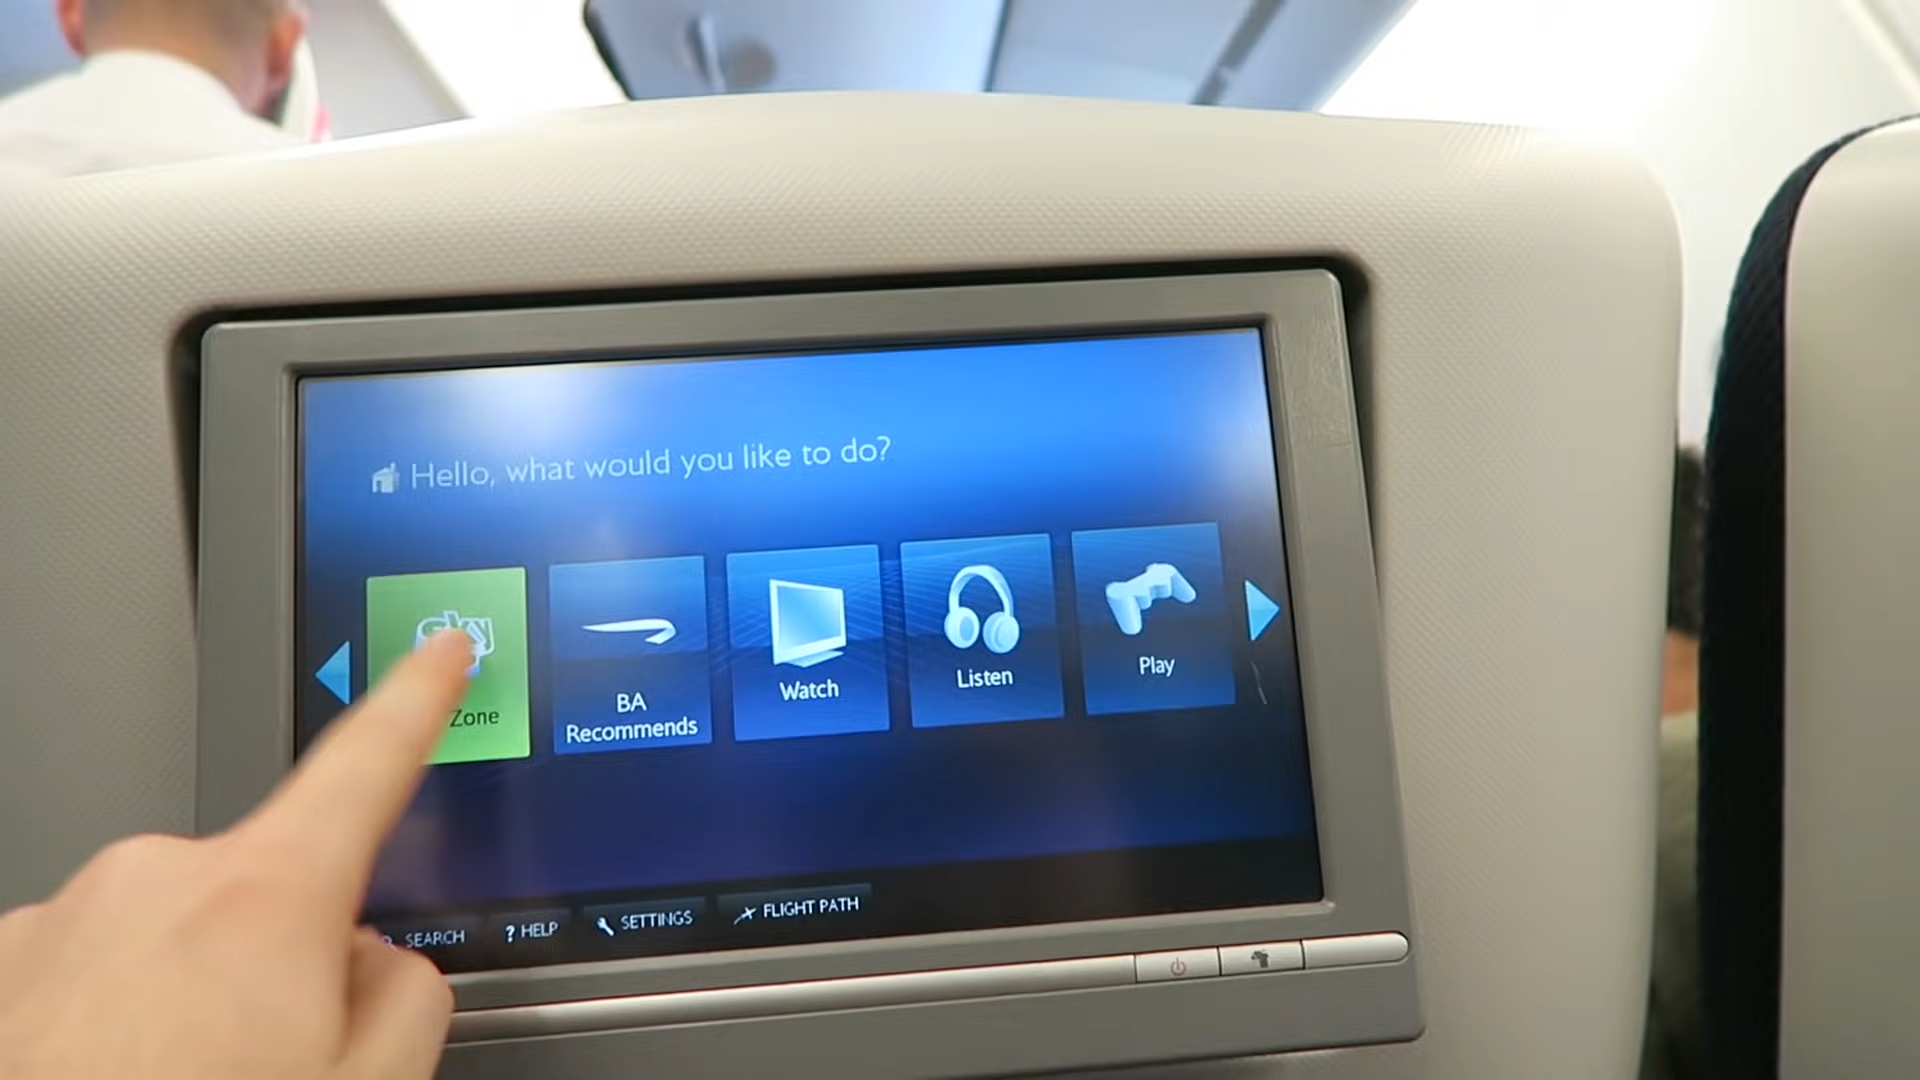 Hello, what would you like to do?
Zone
BA
Recommends
Watch
Listen
Play
SEARCH
? HELP
SETTINGS
FLIGHT PATH